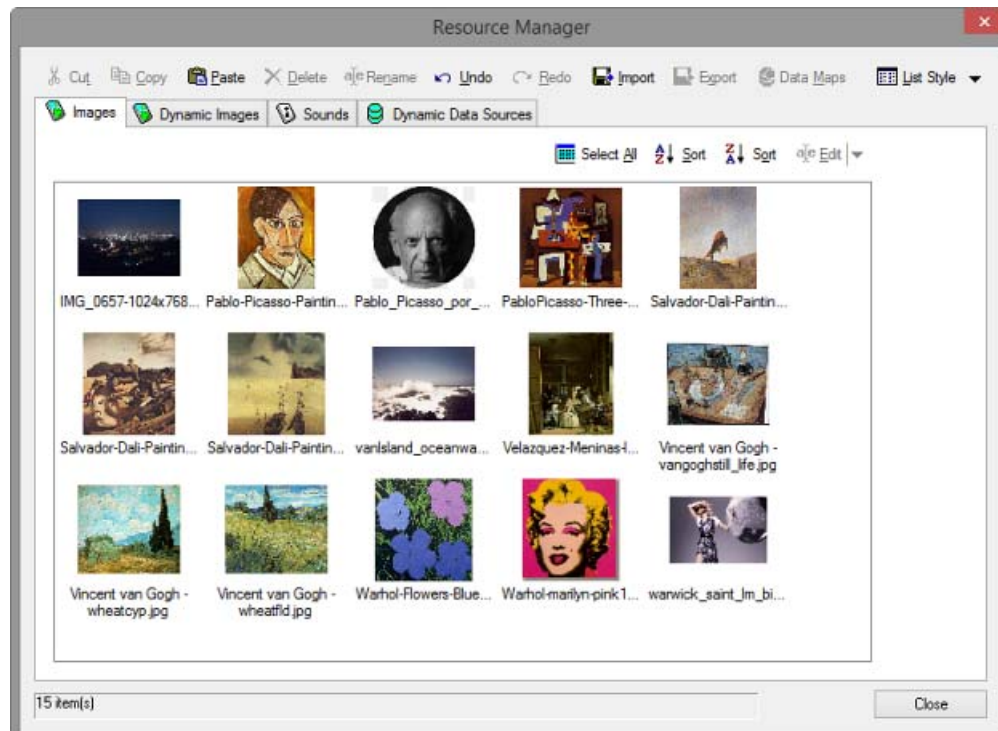 Resource Manager
Cut Copy Paste Delete Rename Undo Redo Import Export Data Maps List Style
Images Dynamic Images Sounds Dynamic Data Sources
Select All Sort Sort Edit
IMG_0657-1024x768... Pablo-Picasso-Paintin... Pablo_Picasso_por_... PabloPicasso-Three-... Salvador-Dali-Paintin...
Salvador-Dali-Paintin... Salvador-Dali-Paintin... vanIsland_oceanwa... Velazquez-Meninas-l... Vincent van Gogh -
vangoghstill_life.jpg
Vincent van Gogh - Vincent van Gogh - Warhol-Flowers-Blue... Warhol-marilyn-pink1... warwick_saint_lm_bi...
wheatcyp.jpg wheatfld.jpg
15 item(s)
Close